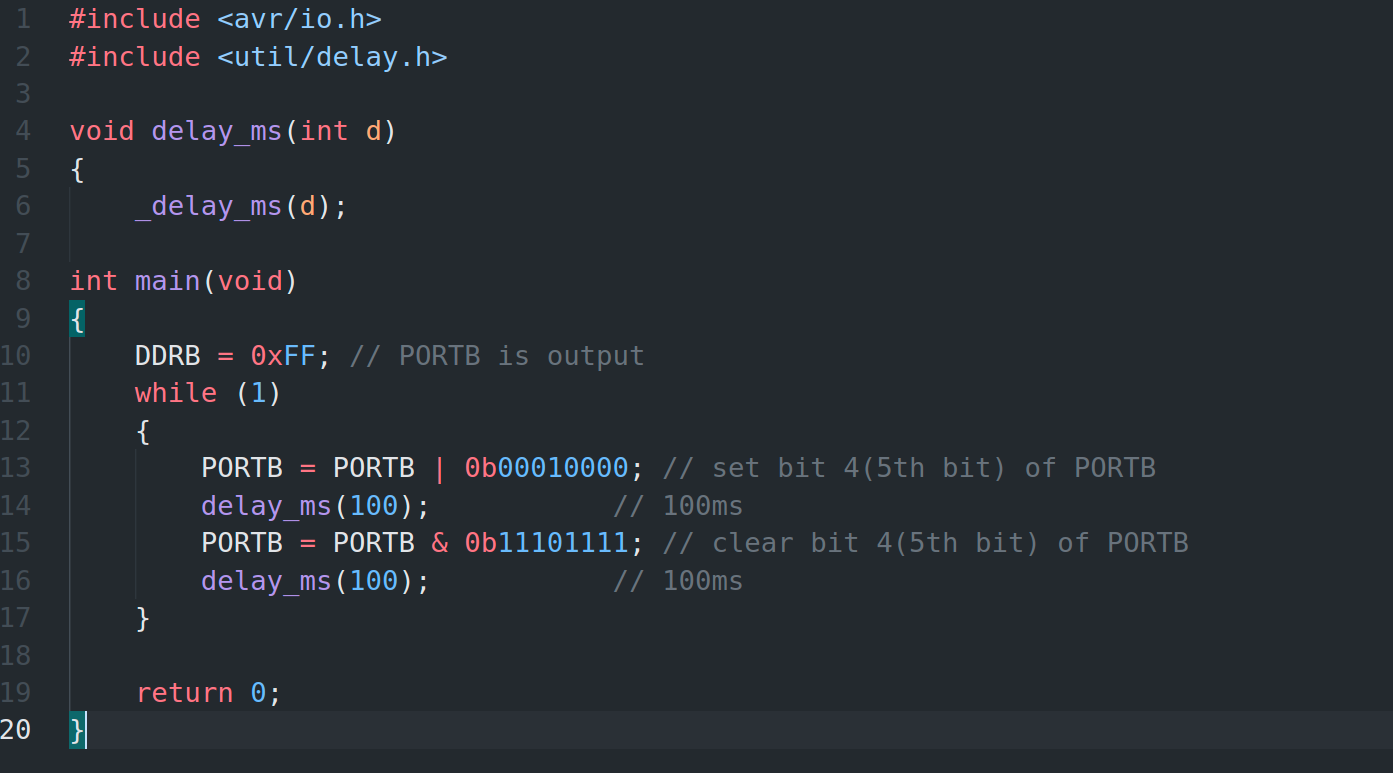 1 #include <avr/io.h>
2 #include <util/delay.h>
3
4 void delay_ms(int d)
5 {
6     _delay_ms(d);
7
8 int main(void)
9 {
10     DDRB = 0xFF; // PORTB is output
11     while (1)
12     {
13         PORTB = PORTB | 0b00010000; // set bit 4(5th bit) of PORTB
14         delay_ms(100);           // 100ms
15         PORTB = PORTB & 0b11101111; // clear bit 4(5th bit) of PORTB
16         delay_ms(100);           // 100ms
17     }
18
19     return 0;
20 }